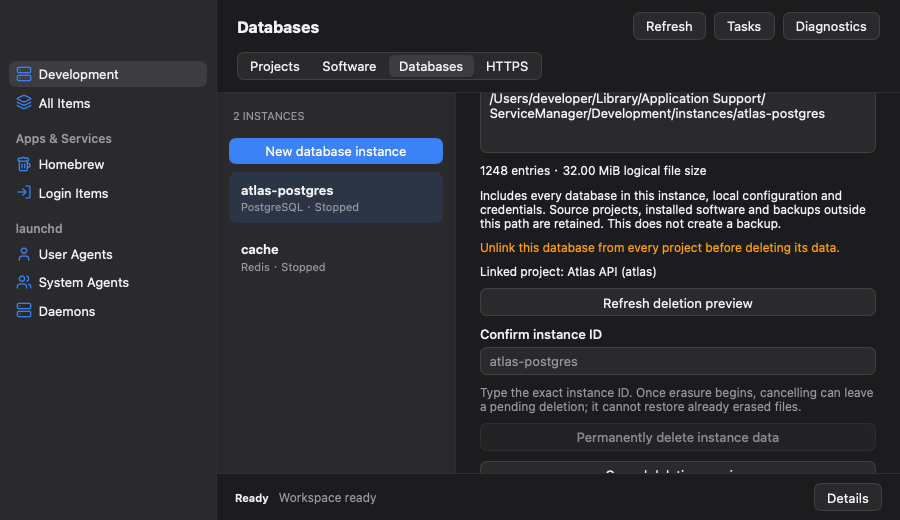 Databases
Refresh
Tasks
Diagnostics
Projects
Software
Databases
HTTPS
Development
All Items
Apps & Services
Homebrew
Login Items
launchd
User Agents
System Agents
Daemons
2 INSTANCES
New database instance
atlas-postgres
PostgreSQL · Stopped
cache
Redis · Stopped
/Users/developer/Library/Application Support/
ServiceManager/Development/instances/atlas-postgres
1248 entries · 32.00 MiB logical file size
Includes every database in this instance, local configuration and
credentials. Source projects, installed software and backups outside
this path are retained. This does not create a backup.
Unlink this database from every project before deleting its data.
Linked project: Atlas API (atlas)
Refresh deletion preview
Confirm instance ID
atlas-postgres
Type the exact instance ID. Once erasure begins, cancelling can leave
a pending deletion; it cannot restore already erased files.
Permanently delete instance data
Ready
Workspace ready
Details